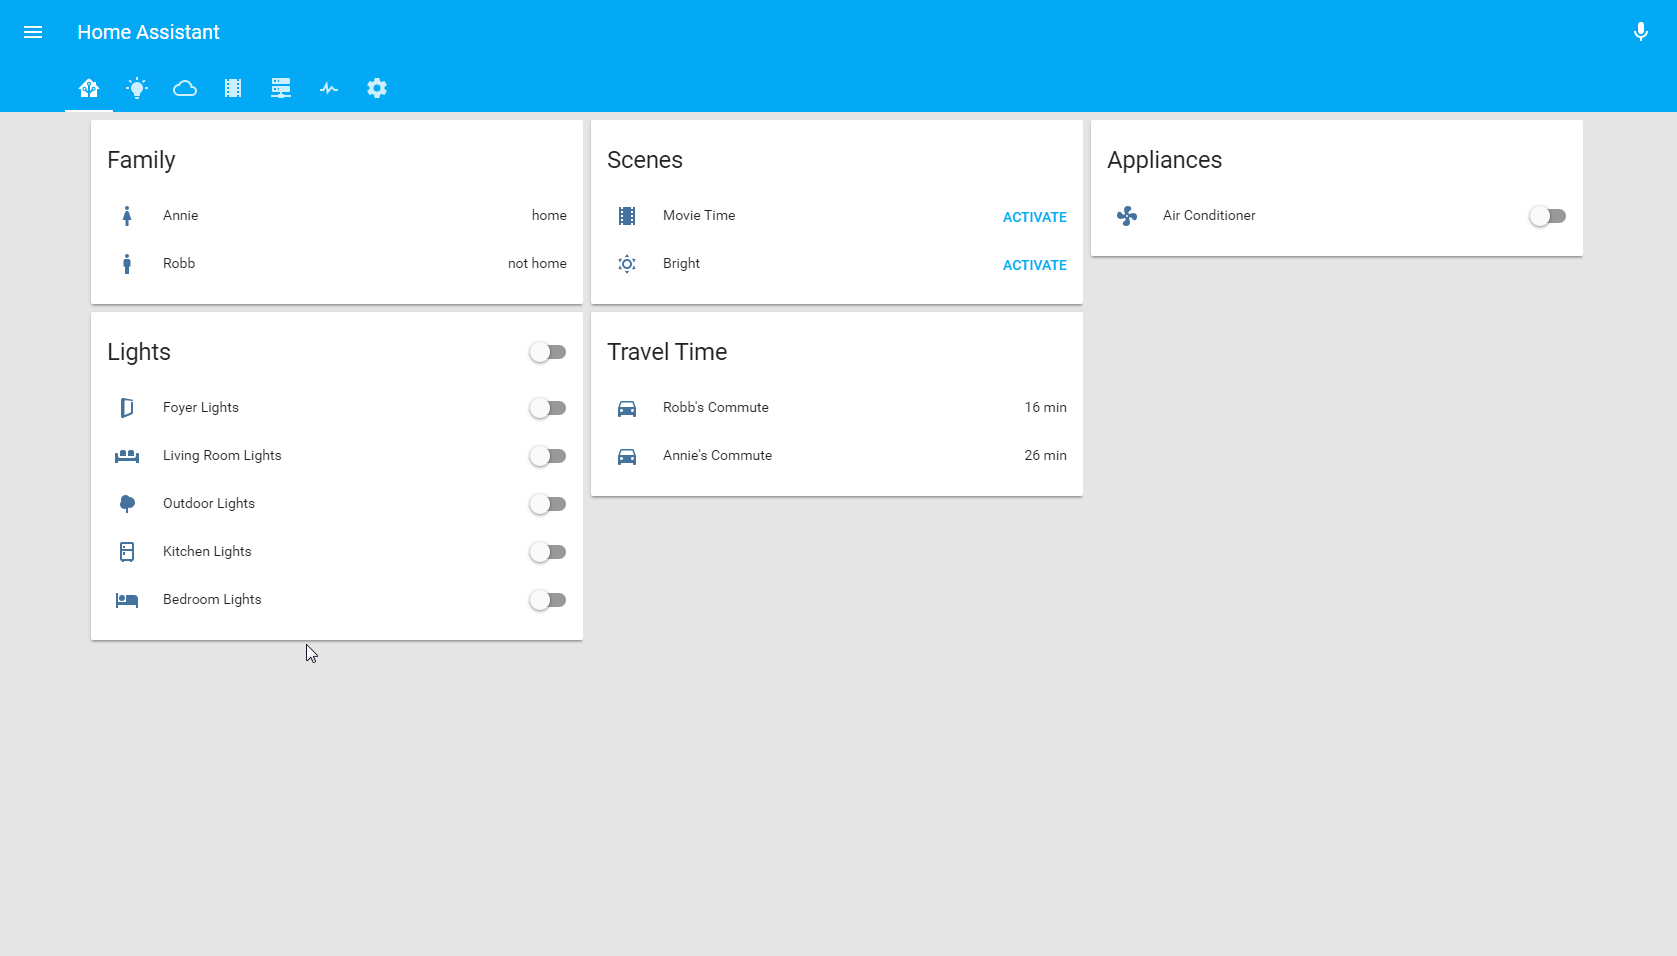 Home Assistant
Family
Annie home
Robb not home
Scenes
Movie Time ACTIVATE
Bright ACTIVATE
Appliances
Air Conditioner
Lights
Foyer Lights
Living Room Lights
Outdoor Lights
Kitchen Lights
Bedroom Lights
Travel Time
Robb's Commute 16 min
Annie's Commute 26 min